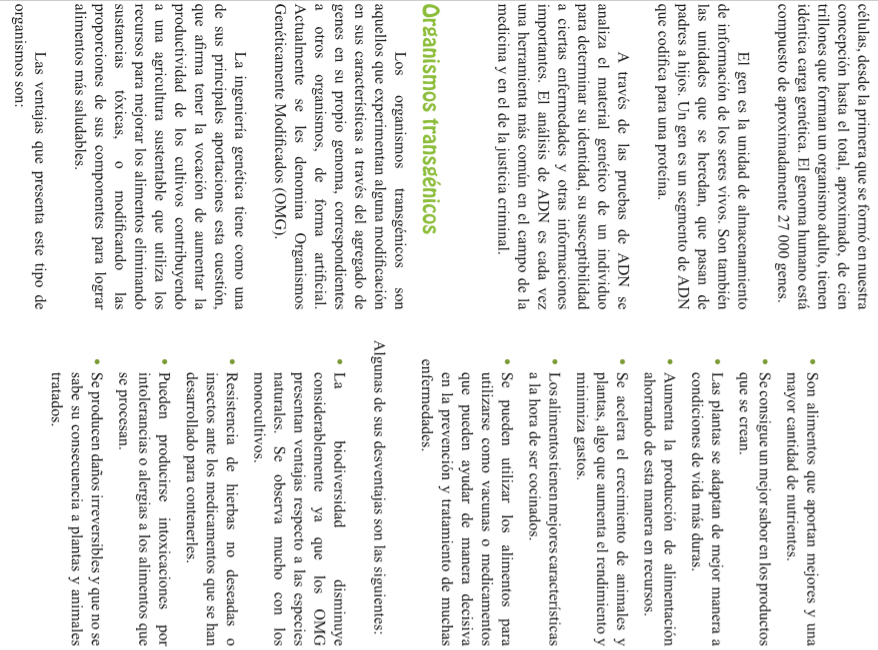 células, desde la primera que se formó en nuestra
concepción hasta el total, aproximado, de cien
trillones que forman un organismo adulto, tienen
idéntica carga genética. El genoma humano está
compuesto de aproximadamente 27 000 genes.
El gen es la unidad de almacenamiento
de información de los seres vivos. Son también
las unidades que se heredan, que pasan de
padres a hijos. Un gen es un segmento de ADN
que codifica para una proteína.
A través de las pruebas de ADN se
analiza el material genético de un individuo
para determinar su identidad, su susceptibilidad
a ciertas enfermedades y otras informaciones
importantes. El análisis de ADN es cada vez
una herramienta más común en el campo de la
medicina y en el de la justicia criminal.
Organismos transgénicos
Los organismos transgénicos son
aquellos que experimentan alguna modificación
en sus características a través del agregado de
genes en su propio genoma, correspondientes
a otros organismos, de forma artificial.
Actualmente se les denomina Organismos
Genéticamente Modificados (OMG).
La ingeniería genética tiene como una
de sus principales aportaciones esta cuestión,
que afirma tener la vocación de aumentar la
productividad de los cultivos contribuyendo
a una agricultura sustentable que utiliza los
recursos para mejorar los alimentos eliminando
sustancias tóxicas, o modificando las
proporciones de sus componentes para lograr
alimentos más saludables.
Las ventajas que presenta este tipo de
organismos son:
• Son alimentos que aportan mejores y una
mayor cantidad de nutrientes.
• Se consigue un mejor sabor en los productos
que se crean.
• Las plantas se adaptan de mejor manera a
condiciones de vida más duras.
• Aumenta la producción de alimentación
ahorrando de esta manera en recursos.
• Se acelera el crecimiento de animales y
plantas, algo que aumenta el rendimiento y
minimiza gastos.
• Los alimentos tienen mejores características
a la hora de ser cocinados.
• Se pueden utilizar los alimentos para
utilizarse como vacunas o medicamentos
que pueden ayudar de manera decisiva
en la prevención y tratamiento de muchas
enfermedades.
Algunas de sus desventajas son las siguientes:
• La biodiversidad disminuye
considerablemente ya que los OMG
presentan ventajas respecto a las especies
naturales. Se observa mucho con los
monocultivos.
• Resistencia de hierbas no deseadas o
insectos ante los medicamentos que se han
desarrollado para contenerles.
• Pueden producirse intoxicaciones por
intolerancias o alergias a los alimentos que
se procesan.
• Se producen daños irreversibles y que no se
sabe su consecuencia a plantas y animales
tratados.